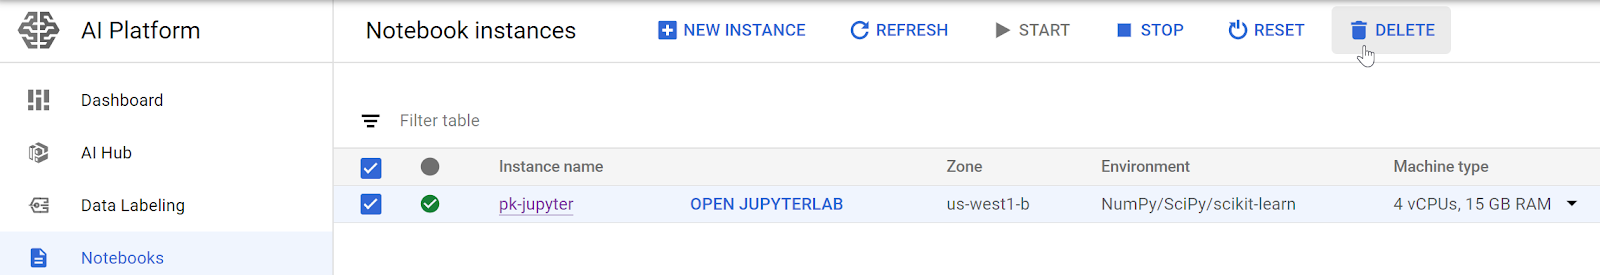 AI Platform
Notebook instances NEW INSTANCE REFRESH START STOP RESET DELETE
Dashboard
AI Hub
Data Labeling
Notebooks
Filter table
Instance name Zone Environment Machine type
pk-jupyter OPEN JUPYTERLAB us-west1-b NumPy/SciPy/scikit-learn 4 vCPUs, 15 GB RAM